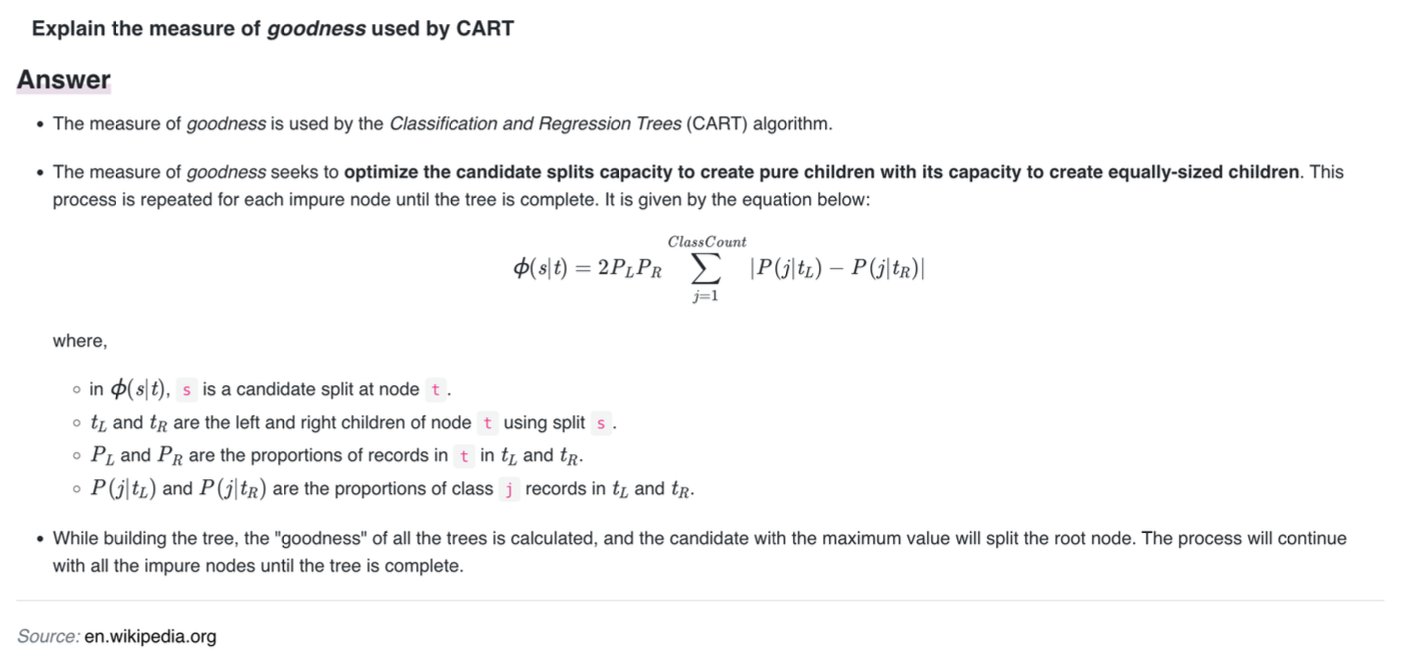 Explain the measure of goodness used by CART
Answer
• The measure of goodness is used by the Classification and Regression Trees (CART) algorithm.
• The measure of goodness seeks to optimize the candidate splits capacity to create pure children with its capacity to create equally-sized children. This
process is repeated for each impure node until the tree is complete. It is given by the equation below:
ϕ(s|t) = 2P_L P_R ∑_{j=1}^{ClassCount} |P(j|t_L) − P(j|t_R)|
where,
◦ in ϕ(s|t), s is a candidate split at node t .
◦ t_L and t_R are the left and right children of node t using split s .
◦ P_L and P_R are the proportions of records in t in t_L and t_R.
◦ P(j|t_L) and P(j|t_R) are the proportions of class j records in t_L and t_R.
• While building the tree, the "goodness" of all the trees is calculated, and the candidate with the maximum value will split the root node. The process will continue
with all the impure nodes until the tree is complete.
Source: en.wikipedia.org